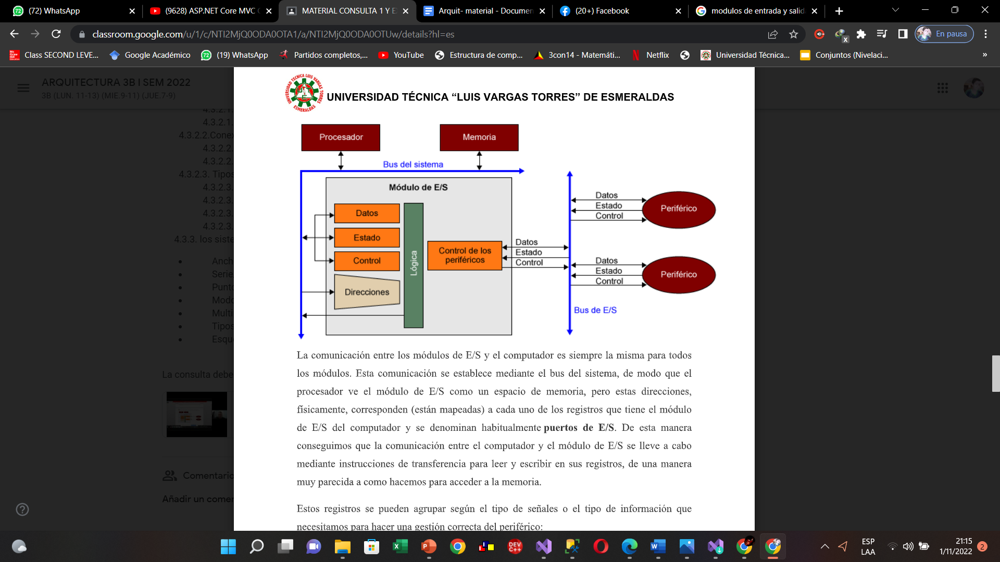 (72) WhatsApp
(9628) ASP.NET Core MVC
MATERIAL CONSULTA 1 Y E
Arquit- material - Documen
(20+) Facebook
modulos de entrada y salid
classroom.google.com/u/1/c/NTI2MjQ0ODA0OTA1/a/NTI2MjQ0ODA0OTUw/details?hl=es
En pausa
Class SECOND LEVE...
Google Académico
(19) WhatsApp
Partidos completos,...
YouTube
Estructura de comp...
3con14 - Matemáti...
Netflix
Universidad Técnica...
Conjuntos (Nivelaci...
»
ARQUITECTURA 3B I SEM 2022
3B (LUN. 11-13) (MIE.9-11) (JUE.7-9)
4.3.2.1.
4.3.2.1.
4.3.2.2.Conex
4.3.2.2.
4.3.2.2.
4.3.2.3. Tipos
4.3.2.3.
4.3.2.3.
4.3.2.3.
4.3.2.3.
4.3.3. los siste
• Anch
• Serie
• Punto
• Modo
• Multi
• Tipos
• Esqu
La consulta debe
Comentario
Añadir un comen
UNIVERSIDAD TECNICA LUIS VARGAS TORRES
ESMERALDAS
UNIVERSIDAD TÉCNICA “LUIS VARGAS TORRES” DE ESMERALDAS
Procesador
Memoria
Bus del sistema
Módulo de E/S
Datos
Estado
Control
Direcciones
Lógica
Control de los
periféricos
Datos
Estado
Control
Datos
Estado
Control
Periférico
Datos
Estado
Control
Periférico
Bus de E/S
La comunicación entre los módulos de E/S y el computador es siempre la misma para todos
los módulos. Esta comunicación se establece mediante el bus del sistema, de modo que el
procesador ve el módulo de E/S como un espacio de memoria, pero estas direcciones,
físicamente, corresponden (están mapeadas) a cada uno de los registros que tiene el módulo
de E/S del computador y se denominan habitualmente puertos de E/S. De esta manera
conseguimos que la comunicación entre el computador y el módulo de E/S se lleve a cabo
mediante instrucciones de transferencia para leer y escribir en sus registros, de una manera
muy parecida a como hacemos para acceder a la memoria.
Estos registros se pueden agrupar según el tipo de señales o el tipo de información que
necesitamos para hacer una gestión correcta del periférico:
DEV
C++
ESP
LAA
21:15
1/11/2022
2